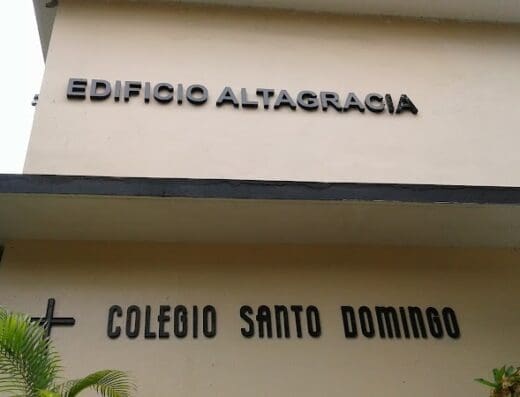 EDIFICIO ALTAGRACIA
COLEGIO SANTO DOMINGO